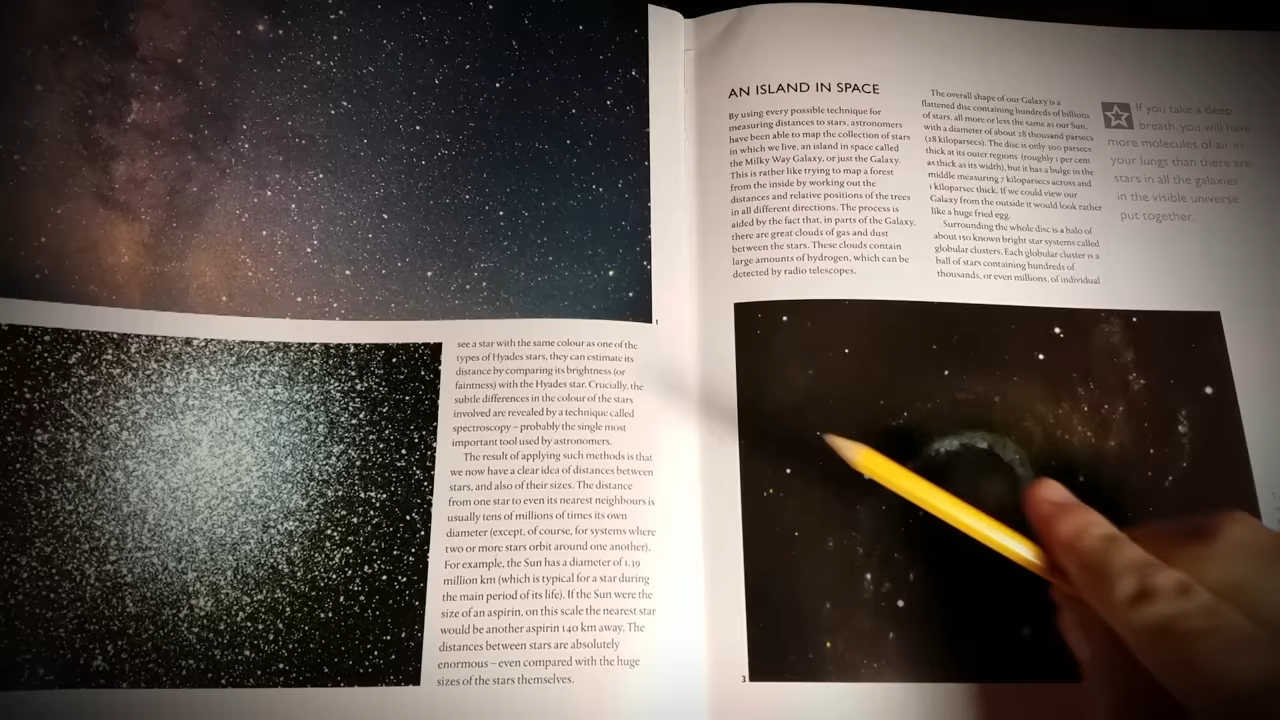 1
see a star with the same colour as one of the
types of Hyades stars, they can estimate its
distance by comparing its brightness (or
faintness) with the Hyades star. Crucially, the
subtle differences in the colour of the stars
involved are revealed by a technique called
spectroscopy – probably the single most
important tool used by astronomers.
The result of applying such methods is that
we now have a clear idea of distances between
stars, and also of their sizes. The distance
from one star to even its nearest neighbours is
usually tens of millions of times its own
diameter (except, of course, for systems where
two or more stars orbit around one another).
For example, the Sun has a diameter of 1.39
million km (which is typical for a star during
the main period of its life). If the Sun were the
size of an aspirin, on this scale the nearest star
would be another aspirin 140 km away. The
distances between stars are absolutely
enormous – even compared with the huge
sizes of the stars themselves.
AN ISLAND IN SPACE
By using every possible technique for
measuring distances to stars, astronomers
have been able to map the collection of stars
in which we live, an island in space called
the Milky Way Galaxy, or just the Galaxy.
This is rather like trying to map a forest
from the inside by working out the
distances and relative positions of the trees
in all different directions. The process is
aided by the fact that, in parts of the Galaxy,
there are great clouds of gas and dust
between the stars. These clouds contain
large amounts of hydrogen, which can be
detected by radio telescopes.
The overall shape of our Galaxy is a
flattened disc containing hundreds of billions
of stars, all more or less the same as our Sun,
with a diameter of about 28 thousand parsecs
(28 kiloparsecs). The disc is only 300 parsecs
thick at its outer regions (roughly 1 per cent
as thick as its width), but it has a bulge in the
middle measuring 7 kiloparsecs across and
1 kiloparsec thick. If we could view our
Galaxy from the outside it would look rather
like a huge fried egg.
Surrounding the whole disc is a halo of
about 150 known bright star systems called
globular clusters. Each globular cluster is a
ball of stars containing hundreds of
thousands, or even millions, of individual
If you take a deep
breath, you will have
more molecules of air in
your lungs than there are
stars in all the galaxies
in the visible universe
put together.
3